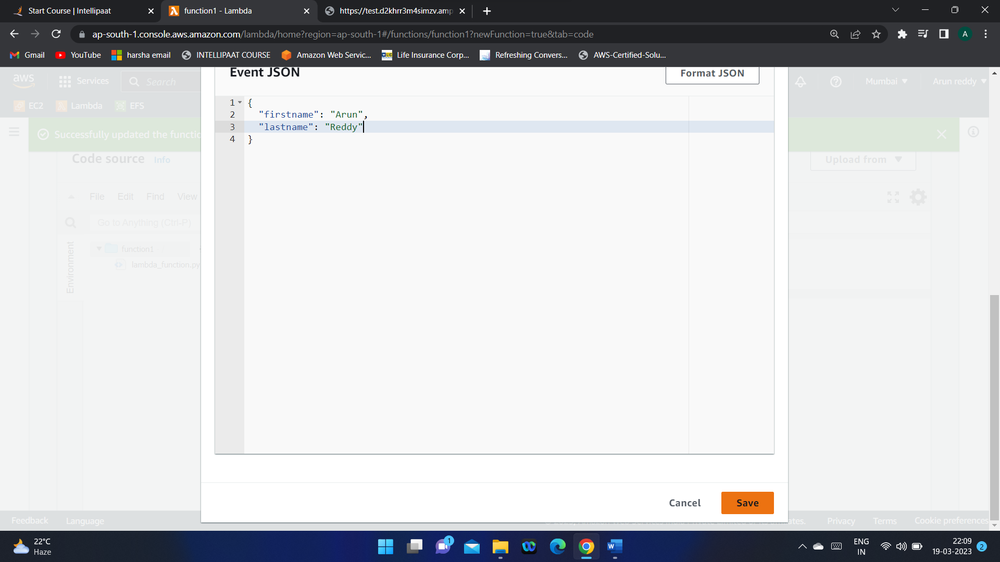 Start Course | Intellipaat
function1 - Lambda
https://test.d2khrr3m4simzv.amp
ap-south-1.console.aws.amazon.com/lambda/home?region=ap-south-1#/functions/function1?newFunction=true&tab=code
A
Gmail
YouTube
harsha email
INTELLIPAAT COURSE
Amazon Web Servic...
LIC
Life Insurance Corp...
Refreshing Convers...
AWS-Certified-Solu...
Event JSON
Format JSON
aws
Services
Search
Mumbai
Arun reddy
EC2
Lambda
EFS
1 {
2 "firstname": "Arun",
3 "lastname": "Reddy"
4 }
Successfully updated the functio
Code source
Info
Upload from
File
Edit
Find
View
Go to Anything (Ctrl-P)
Environment
function1
lambda_function.py
Cancel
Save
Feedback
Language
Privacy
Terms
Cookie preferences
22°C
Haze
1
W
ENG
IN
22:09
19-03-2023
2